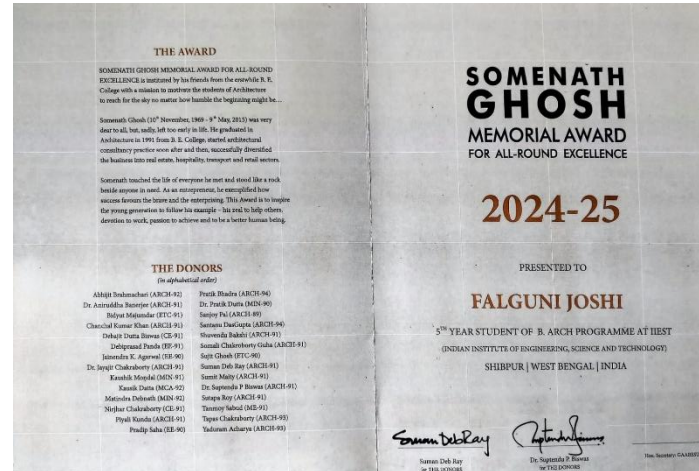 THE AWARD
SOMENATH GHOSH MEMORIAL AWARD FOR ALL-ROUND
EXCELLENCE is instituted by his friends from the erstwhile B. E.
College with a mission to motivate the students of Architecture
to reach for the sky no matter how humble the beginning might be...
Somenath Ghosh (10th November, 1969 - 9th May, 2013) was very
dear to all, but, sadly, left too early in life. He graduated in
Architecture in 1991 from B. E. College, started architectural
consultancy practice soon after and then, successfully diversified
the business into real estate, hospitality, transport and retail sectors.
Somenath touched the life of everyone he met and stood like a rock
beside anyone in need. As an entrepreneur, he exemplified how
success favours the brave and the enterprising. This Award is to inspire
the young generation to follow his example – his zeal to help others,
devotion to work, passion to achieve and to be a better human being.
THE DONORS
(in alphabetical order)
Abhijit Brahmachari (ARCH-92)
Dr. Aniruddha Banerjee (ARCH-91)
Bidyut Majumdar (ETC-91)
Chanchal Kumar Khan (ARCH-91)
Debajit Dutta Biswas (CE-91)
Debiprasad Panda (EE-91)
Jainendra K. Agarwal (EE-90)
Dr. Jayajit Chakraborty (ARCH-91)
Kaushik Moydal (MIN-91)
Kausik Datta (MCA-92)
Matindra Debnath (MIN-92)
Nirjhar Chakraborty (CE-91)
Piyali Kundu (ARCH-91)
Pradip Saha (EE-90)
Pratik Bhadra (ARCH-94)
Dr. Pratik Dutta (MIN-90)
Sanjoy Pal (ARCH-89)
Santanu DasGupta (ARCH-94)
Shuvendu Bakshi (ARCH-91)
Somali Chakroborty Guha (ARCH-91)
Sujit Ghosh (ETC-90)
Suman Deb Ray (ARCH-91)
Sumit Maity (ARCH-91)
Dr. Suptendu P Biswas (ARCH-91)
Sutapa Roy (ARCH-91)
Tanmoy Sabud (ME-91)
Tapas Chakraborty (ARCH-93)
Yaduram Acharya (ARCH-93)
SOMENATH
GHOSH
MEMORIAL AWARD
FOR ALL-ROUND EXCELLENCE
2024-25
PRESENTED TO
FALGUNI JOSHI
5TH YEAR STUDENT OF B. ARCH PROGRAMME AT IIEST
(INDIAN INSTITUTE OF ENGINEERING, SCIENCE AND TECHNOLOGY)
SHIBPUR | WEST BENGAL | INDIA
Suman Deb Ray
Suman Deb Ray
for THE DONORS
Dr. Suptendu P. Biswas
for THE DONORS
Hon. Secretary